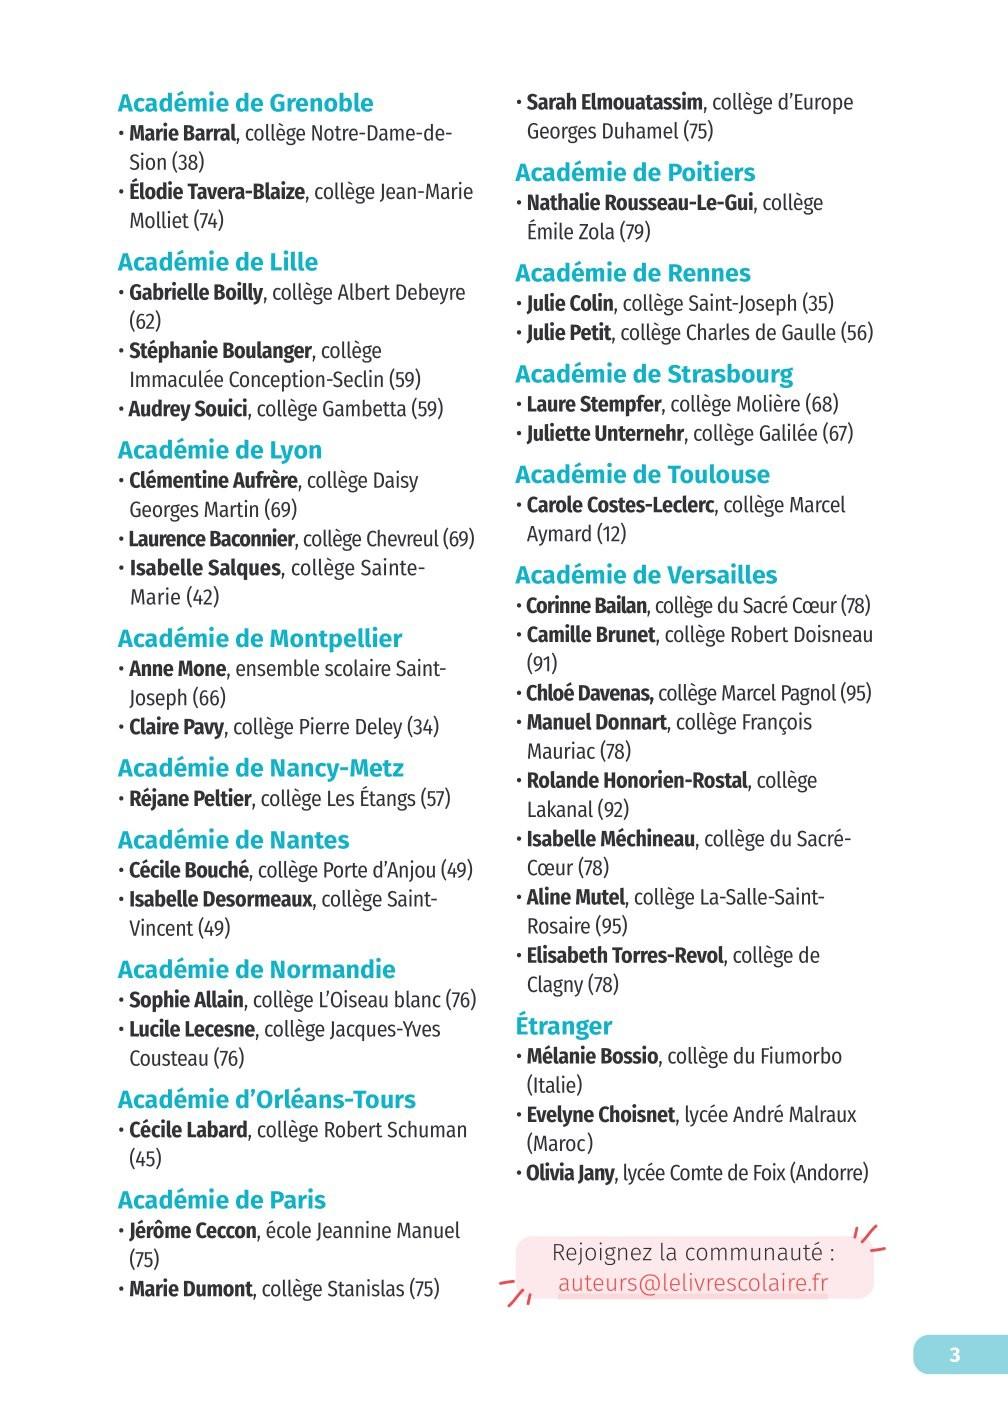 Académie de Grenoble
• Marie Barral, collège Notre-Dame-de-
Sion (38)
• Élodie Tavera-Blaize, collège Jean-Marie
Molliet (74)
Académie de Lille
• Gabrielle Boilly, collège Albert Debeyre
(62)
• Stéphanie Boulanger, collège
Immaculée Conception-Seclin (59)
• Audrey Souici, collège Gambetta (59)
Académie de Lyon
• Clémentine Aufrère, collège Daisy
Georges Martin (69)
• Laurence Baconnier, collège Chevreul (69)
• Isabelle Salques, collège Sainte-
Marie (42)
Académie de Montpellier
• Anne Mone, ensemble scolaire Saint-
Joseph (66)
• Claire Pavy, collège Pierre Deley (34)
Académie de Nancy-Metz
• Réjane Peltier, collège Les Étangs (57)
Académie de Nantes
• Cécile Bouché, collège Porte d'Anjou (49)
• Isabelle Desormeaux, collège Saint-
Vincent (49)
Académie de Normandie
• Sophie Allain, collège L'Oiseau blanc (76)
• Lucile Lecesne, collège Jacques-Yves
Cousteau (76)
Académie d'Orléans-Tours
• Cécile Labard, collège Robert Schuman
(45)
Académie de Paris
• Jérôme Ceccon, école Jeannine Manuel
(75)
• Marie Dumont, collège Stanislas (75)
• Sarah Elmouatassim, collège d'Europe
Georges Duhamel (75)
Académie de Poitiers
• Nathalie Rousseau-Le-Gui, collège
Émile Zola (79)
Académie de Rennes
• Julie Colin, collège Saint-Joseph (35)
• Julie Petit, collège Charles de Gaulle (56)
Académie de Strasbourg
• Laure Stempfer, collège Molière (68)
• Juliette Unternehr, collège Galilée (67)
Académie de Toulouse
• Carole Costes-Leclerc, collège Marcel
Aymard (12)
Académie de Versailles
• Corinne Bailan, collège du Sacré Cœur (78)
• Camille Brunet, collège Robert Doisneau
(91)
• Chloé Davenas, collège Marcel Pagnol (95)
• Manuel Donnart, collège François
Mauriac (78)
• Rolande Honorien-Rostal, collège
Lakanal (92)
• Isabelle Méchineau, collège du Sacré-
Cœur (78)
• Aline Mutel, collège La-Salle-Saint-
Rosaire (95)
• Elisabeth Torres-Revol, collège de
Clagny (78)
Étranger
• Mélanie Bossio, collège du Fiumorbo
(Italie)
• Evelyne Choisnet, lycée André Malraux
(Maroc)
• Olivia Jany, lycée Comte de Foix (Andorre)
Rejoignez la communauté :
auteurs@lelivrescolaire.fr
3